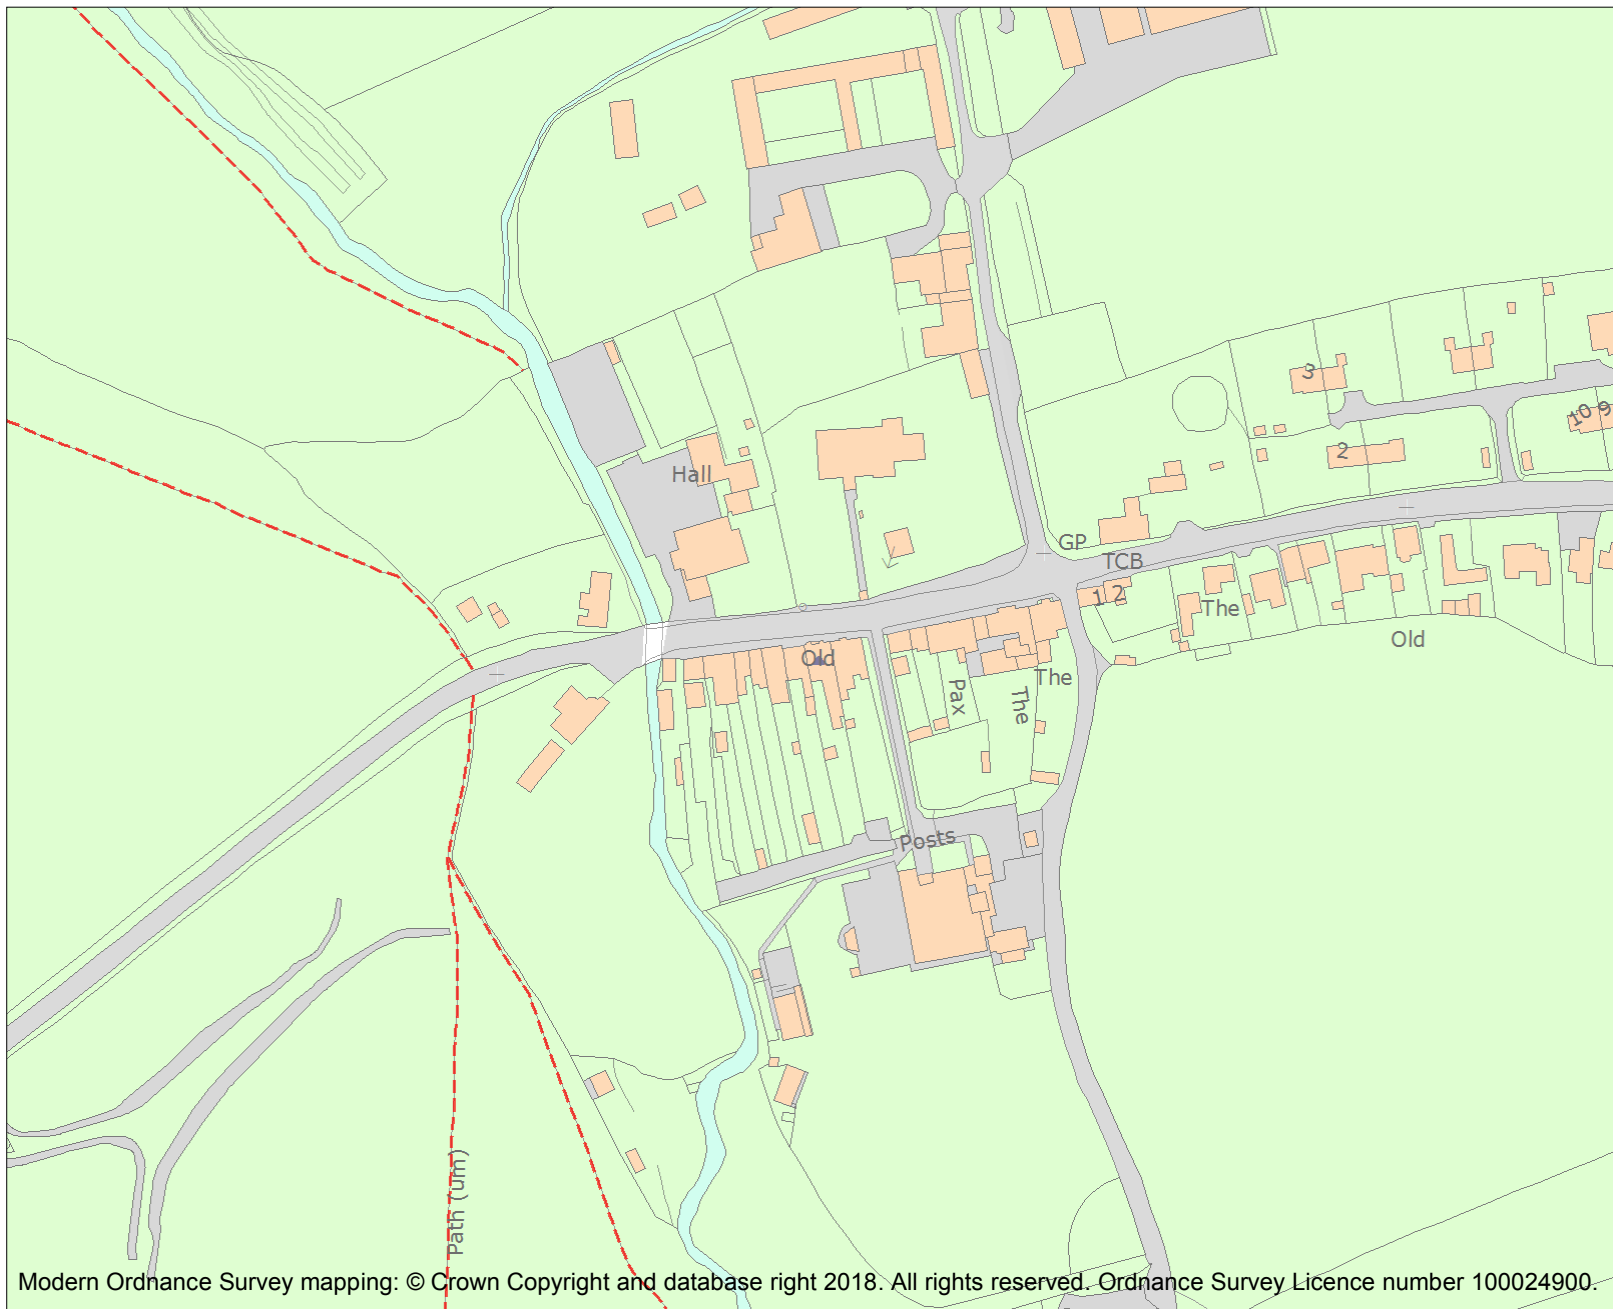 3
10
9
2
Hall
GP
TCB
1
2
The
Old
Old
The
Pax
The
Posts
Path (um)
Modern Ordnance Survey mapping: © Crown Copyright and database right 2018. All rights reserved. Ordnance Survey Licence number 100024900.